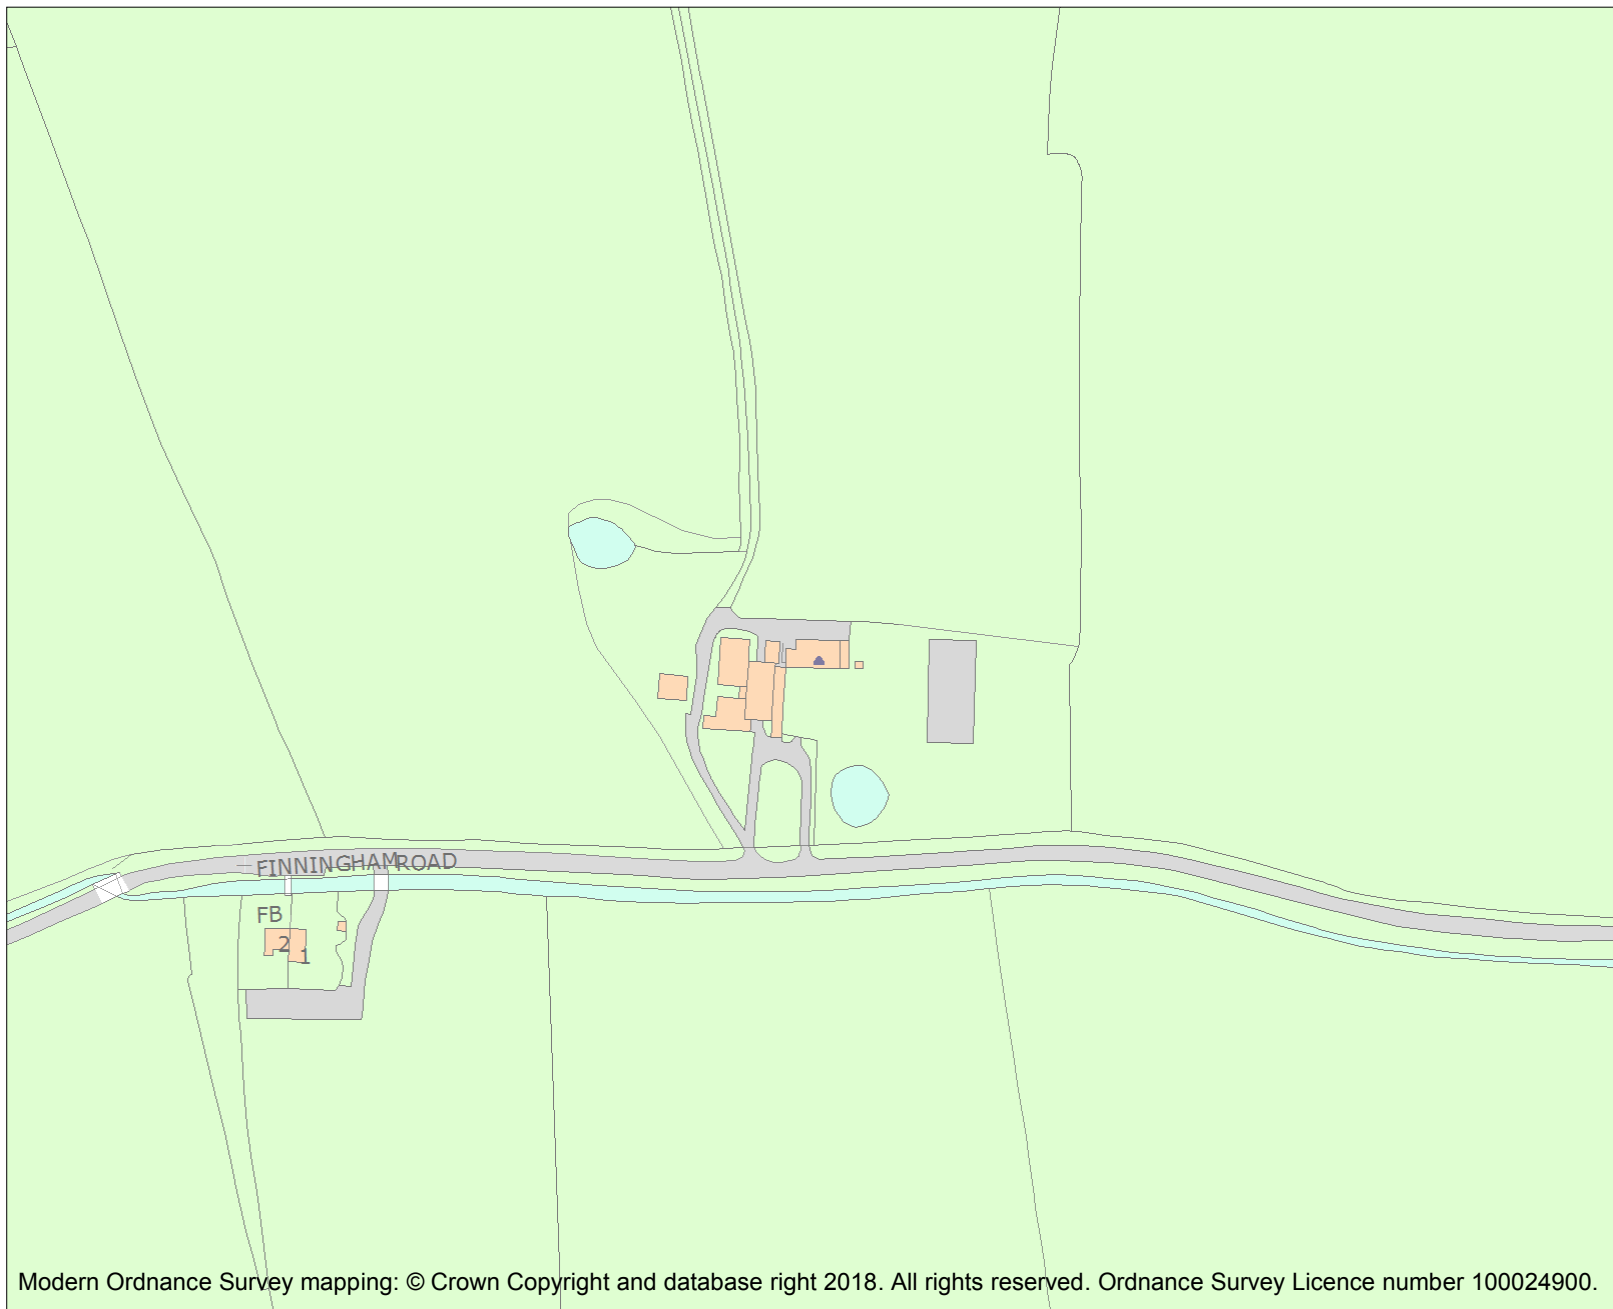 FINNINGHAM ROAD
FB
2
1
Modern Ordnance Survey mapping: © Crown Copyright and database right 2018. All rights reserved. Ordnance Survey Licence number 100024900.